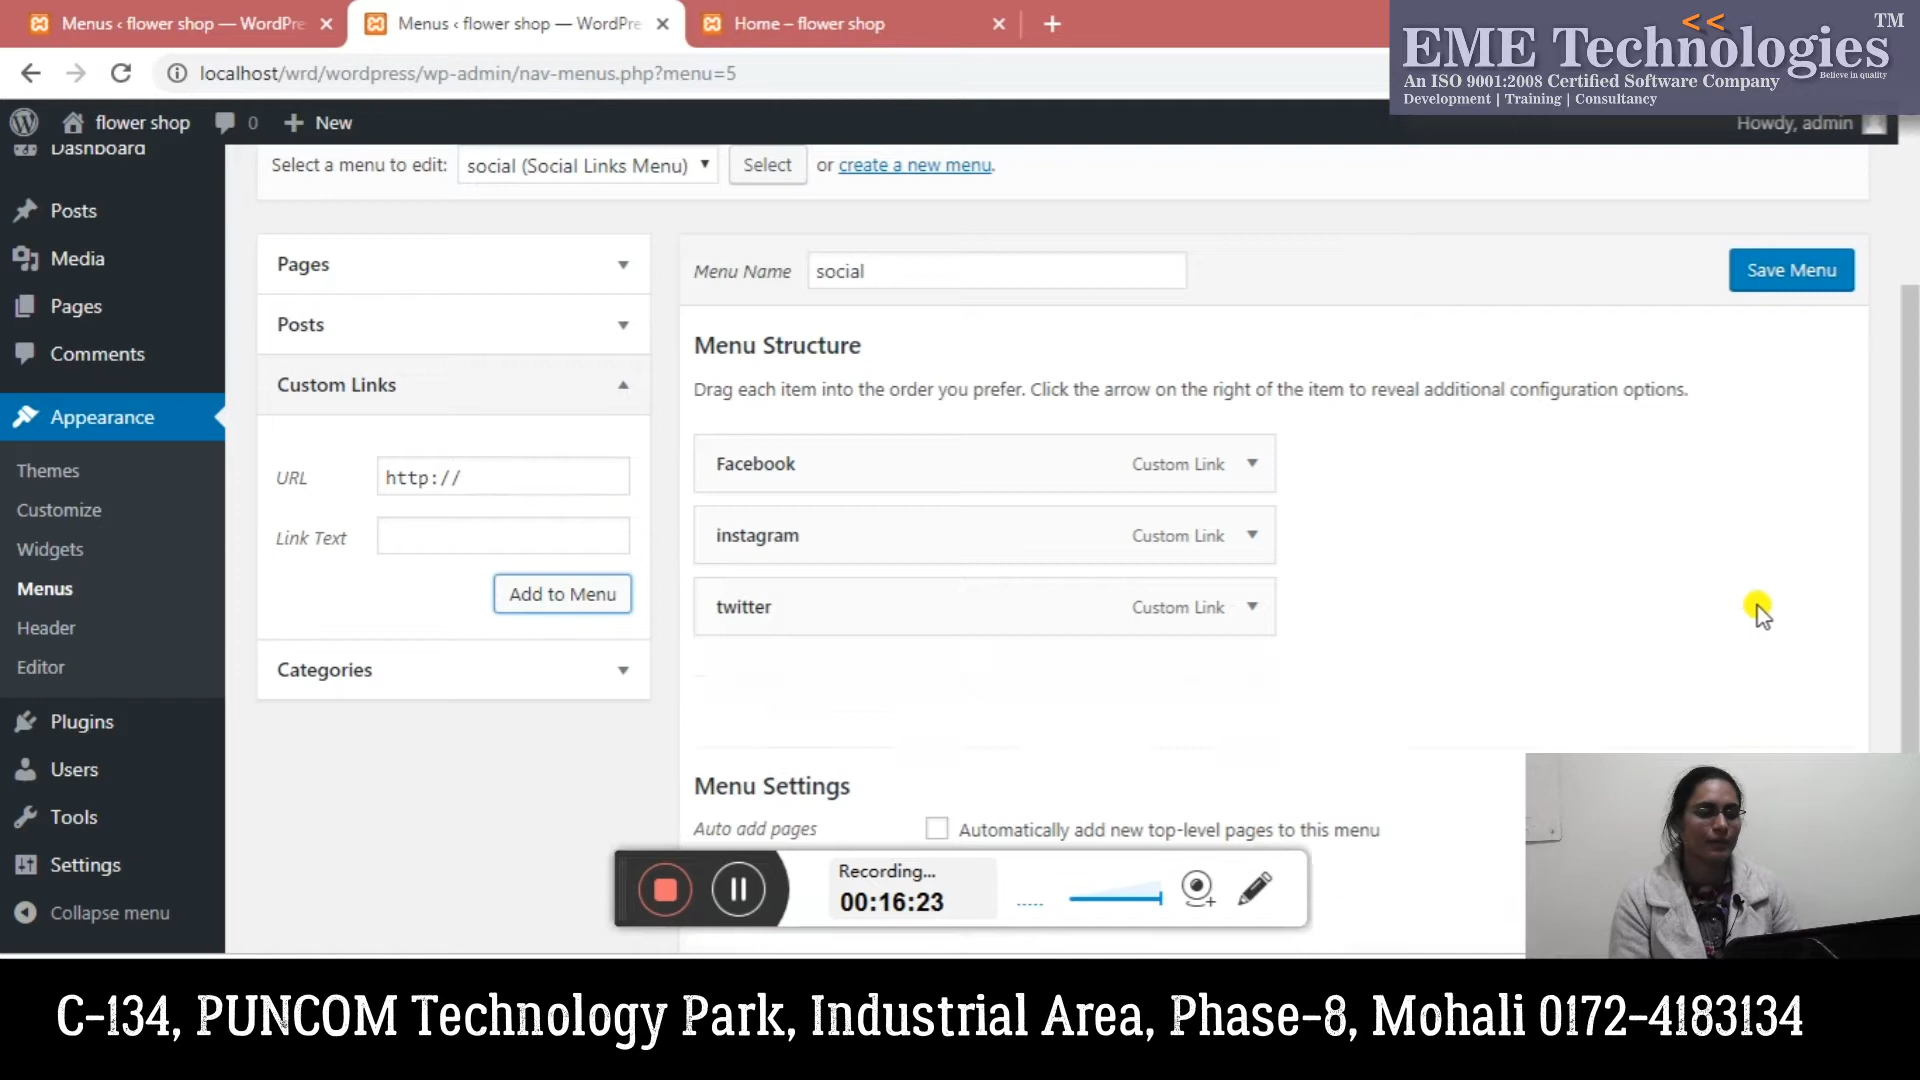 Menus ‹ flower shop — WordPre
Menus ‹ flower shop — WordPre
Home – flower shop
<<
EME Technologies TM
Believe in quality
An ISO 9001:2008 Certified Software Company
Development | Training | Consultancy
localhost/wrd/wordpress/wp-admin/nav-menus.php?menu=5
flower shop
0
New
Howdy, admin
Dashboard
Posts
Media
Pages
Comments
Appearance
Themes
Customize
Widgets
Menus
Header
Editor
Plugins
Users
Tools
Settings
Collapse menu
Select a menu to edit: social (Social Links Menu) Select or create a new menu.
Pages
Posts
Custom Links
URL http://
Link Text
Add to Menu
Categories
Menu Name social
Save Menu
Menu Structure
Drag each item into the order you prefer. Click the arrow on the right of the item to reveal additional configuration options.
Facebook Custom Link
instagram Custom Link
twitter Custom Link
Menu Settings
Auto add pages Automatically add new top-level pages to this menu
Recording...
00:16:23
C-134, PUNCOM Technology Park, Industrial Area, Phase-8, Mohali 0172-4183134